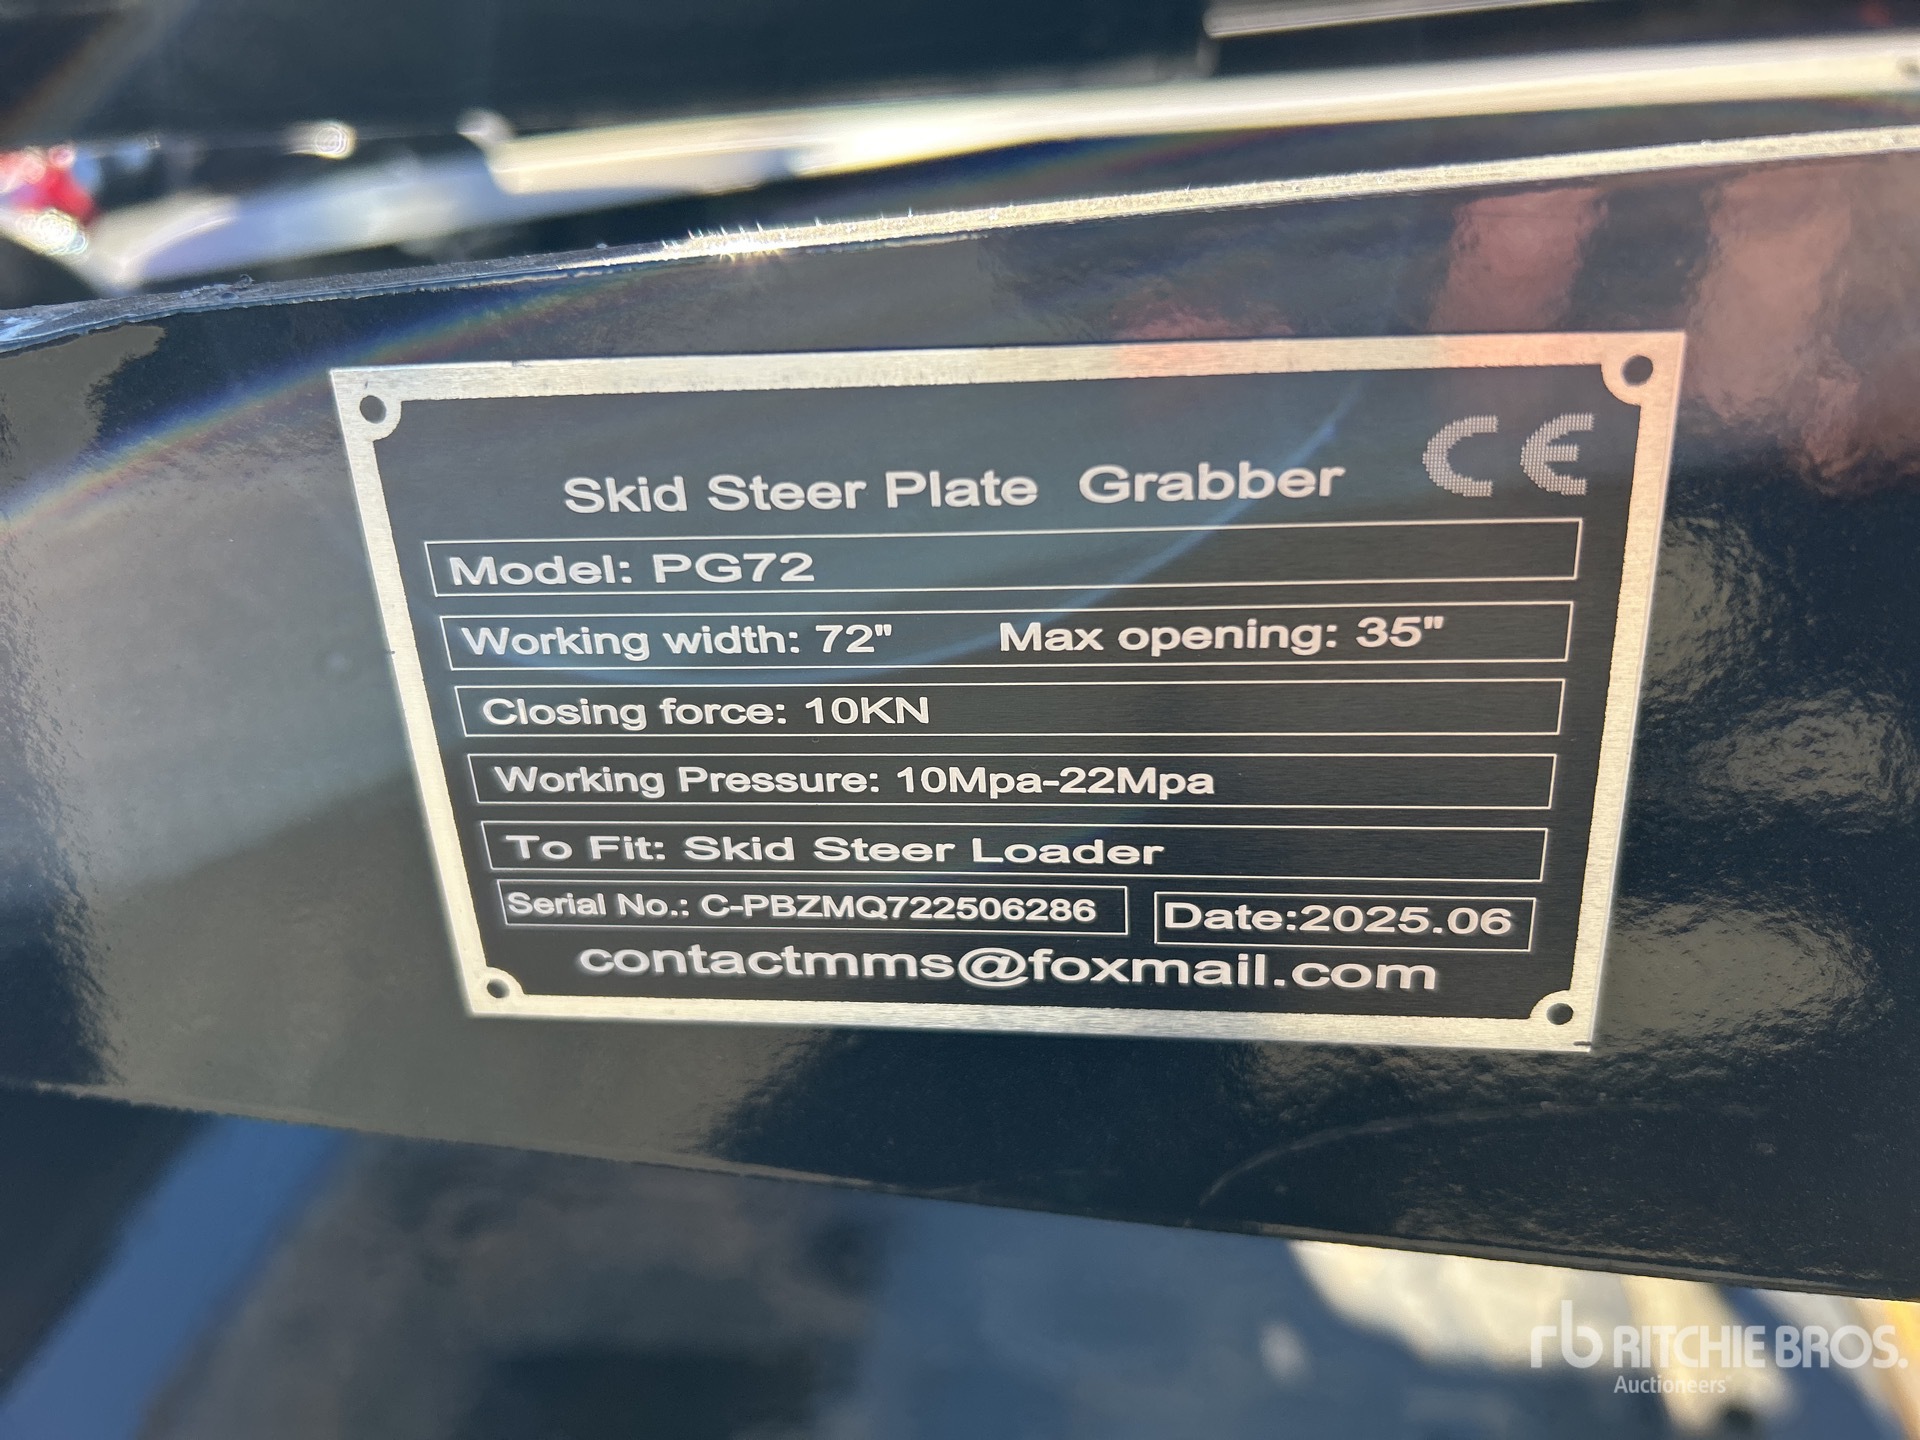 CE
Skid Steer Plate Grabber
Model: PG72
Working width: 72" Max opening: 35"
Closing force: 10KN
Working Pressure: 10Mpa-22Mpa
To Fit: Skid Steer Loader
Serial No.: C-PBZMQ722506286 Date:2025.06
contactmms@foxmail.com
rb RITCHIE BROS.
Auctioneers